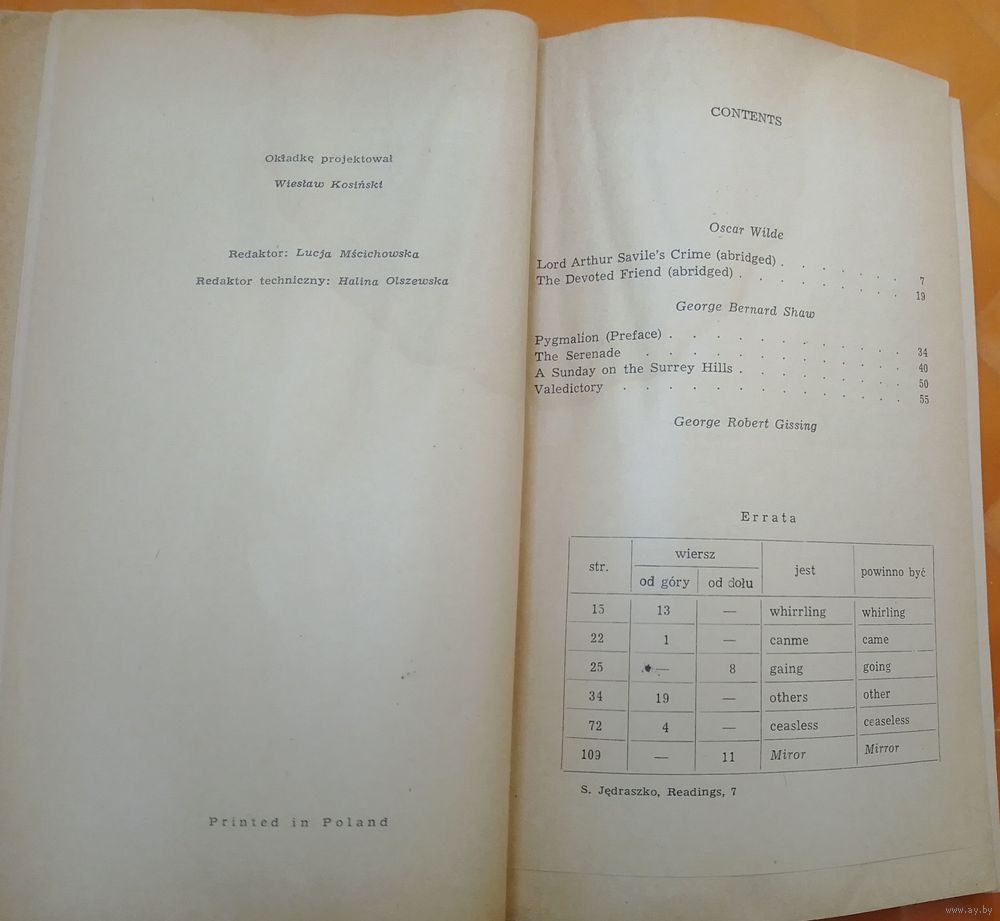 Okładkę projektował
Wiesław Kosiński
Redaktor: Lucja Mścichowska
Redaktor techniczny: Halina Olszewska
Printed in Poland
CONTENTS
Oscar Wilde
Lord Arthur Savile's Crime (abridged) . . . . . . 7
The Devoted Friend (abridged) . . . . . . . . 19
George Bernard Shaw
Pygmalion (Preface) . . . . . . . . . . 34
The Serenade . . . . . . . . . . . 40
A Sunday on the Surrey Hills . . . . . . . . 50
Valedictory . . . . . . . . . . . 55
George Robert Gissing
Errata
str. wiersz jest powinno być
od góry od dołu
15 13 — whirrling whirling
22 1 — canme came
25 — 8 gaing going
34 19 — others other
72 4 — ceasless ceaseless
109 — 11 Miror Mirror
S. Jędraszko, Readings, 7
www.ay.by